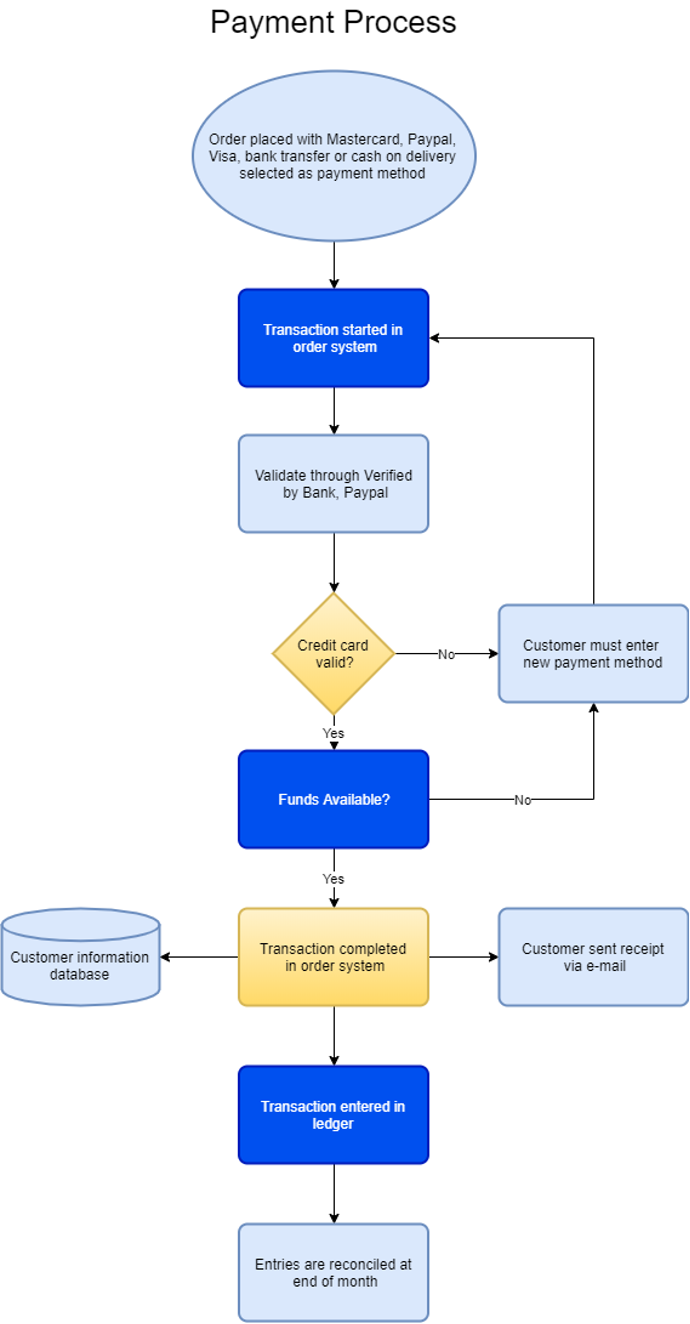 Payment Process
Order placed with Mastercard, Paypal,
Visa, bank transfer or cash on delivery
selected as payment method
Transaction started in
order system
Validate through Verified
by Bank, Paypal
Credit card
valid?
No
Customer must enter
new payment method
Yes
Funds Available?
No
Yes
Customer information
database
Transaction completed
in order system
Customer sent receipt
via e-mail
Transaction entered in
ledger
Entries are reconciled at
end of month